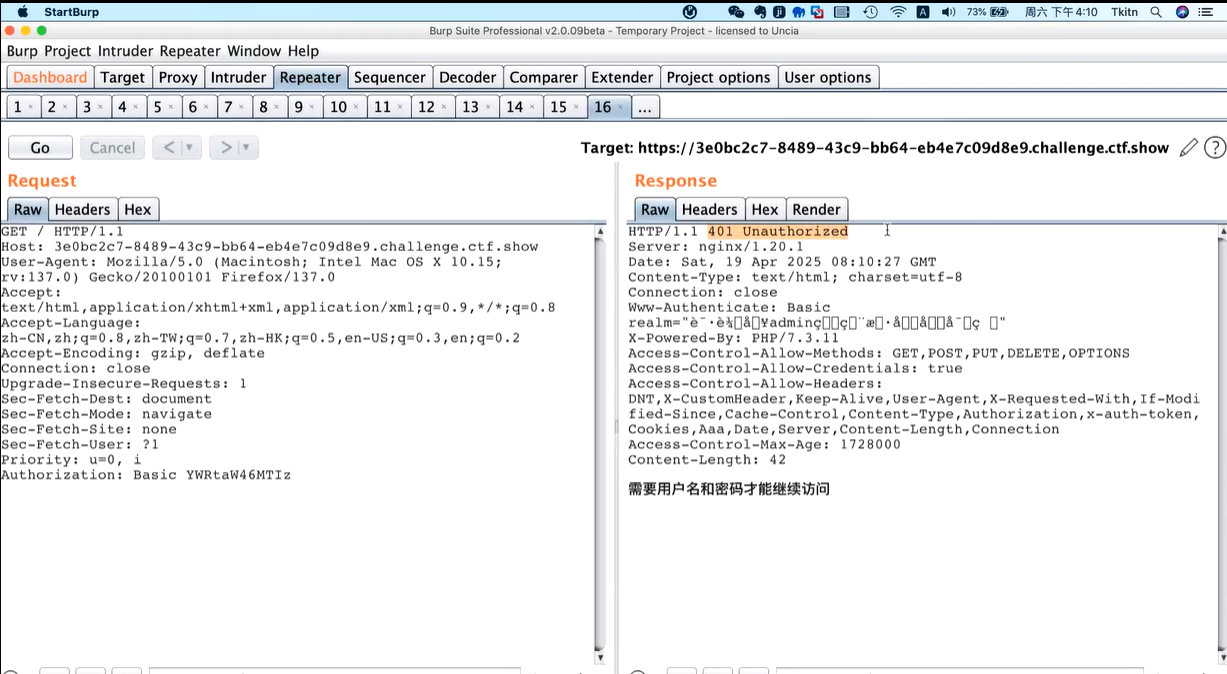 StartBurp
73%
周六 下午4:10
Tkitn
Burp Suite Professional v2.0.09beta - Temporary Project - licensed to Uncia
Burp Project Intruder Repeater Window Help
Dashboard Target Proxy Intruder Repeater Sequencer Decoder Comparer Extender Project options User options
1 × 2 × 3 × 4 × 5 × 6 × 7 × 8 × 9 × 10 × 11 × 12 × 13 × 14 × 15 × 16 × ...
Go Cancel < ▼ > ▼
Target: https://3e0bc2c7-8489-43c9-bb64-eb4e7c09d8e9.challenge.ctf.show
Request
Raw Headers Hex
GET / HTTP/1.1
Host: 3e0bc2c7-8489-43c9-bb64-eb4e7c09d8e9.challenge.ctf.show
User-Agent: Mozilla/5.0 (Macintosh; Intel Mac OS X 10.15;
rv:137.0) Gecko/20100101 Firefox/137.0
Accept:
text/html,application/xhtml+xml,application/xml;q=0.9,*/*;q=0.8
Accept-Language:
zh-CN,zh;q=0.8,zh-TW;q=0.7,zh-HK;q=0.5,en-US;q=0.3,en;q=0.2
Accept-Encoding: gzip, deflate
Connection: close
Upgrade-Insecure-Requests: 1
Sec-Fetch-Dest: document
Sec-Fetch-Mode: navigate
Sec-Fetch-Site: none
Sec-Fetch-User: ?1
Priority: u=0, i
Authorization: Basic YWRtaW46MTIz
Response
Raw Headers Hex Render
HTTP/1.1 401 Unauthorized
Server: nginx/1.20.1
Date: Sat, 19 Apr 2025 08:10:27 GMT
Content-Type: text/html; charset=utf-8
Connection: close
Www-Authenticate: Basic
realm="
X-Powered-By: PHP/7.3.11
Access-Control-Allow-Methods: GET,POST,PUT,DELETE,OPTIONS
Access-Control-Allow-Credentials: true
Access-Control-Allow-Headers:
DNT,X-CustomHeader,Keep-Alive,User-Agent,X-Requested-With,If-Modi
fied-Since,Cache-Control,Content-Type,Authorization,x-auth-token,
Cookies,Aaa,Date,Server,Content-Length,Connection
Access-Control-Max-Age: 1728000
Content-Length: 42
需要用户名和密码才能继续访问